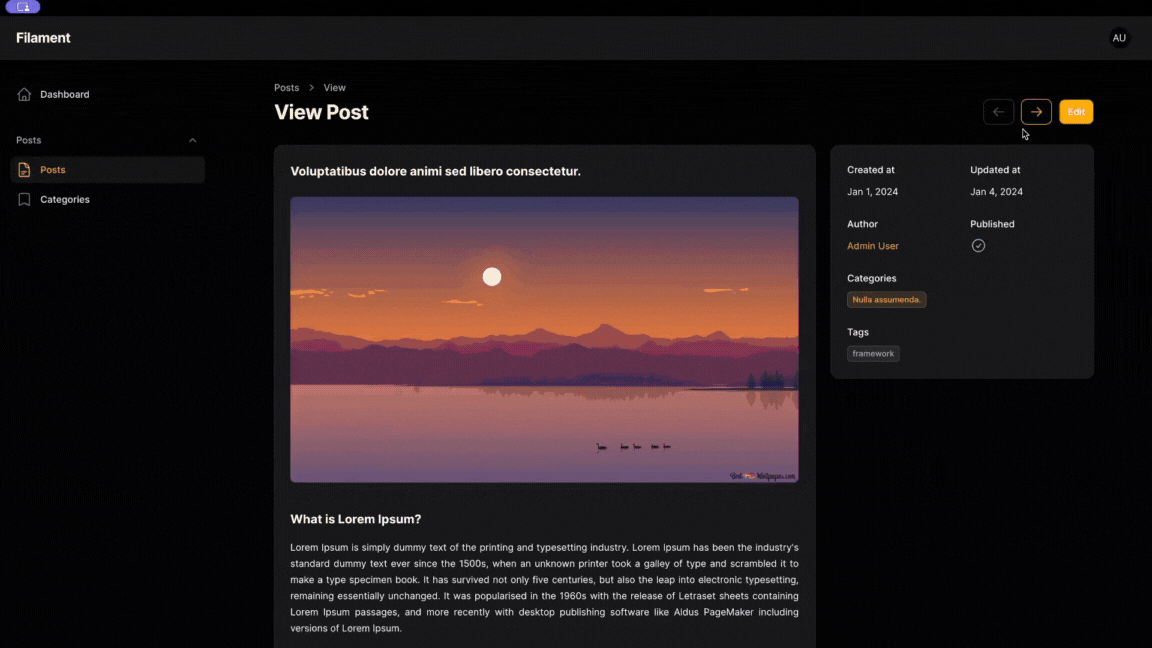 Filament
AU
Dashboard
Posts
Posts
Categories
Posts > View
View Post
Edit
Voluptatibus dolore animi sed libero consectetur.
What is Lorem Ipsum?
Lorem Ipsum is simply dummy text of the printing and typesetting industry. Lorem Ipsum has been the industry's
standard dummy text ever since the 1500s, when an unknown printer took a galley of type and scrambled it to
make a type specimen book. It has survived not only five centuries, but also the leap into electronic typesetting,
remaining essentially unchanged. It was popularised in the 1960s with the release of Letraset sheets containing
Lorem Ipsum passages, and more recently with desktop publishing software like Aldus PageMaker including
versions of Lorem Ipsum.
Created at
Jan 1, 2024
Updated at
Jan 4, 2024
Author
Admin User
Published
Categories
Nulla assumenda.
Tags
framework